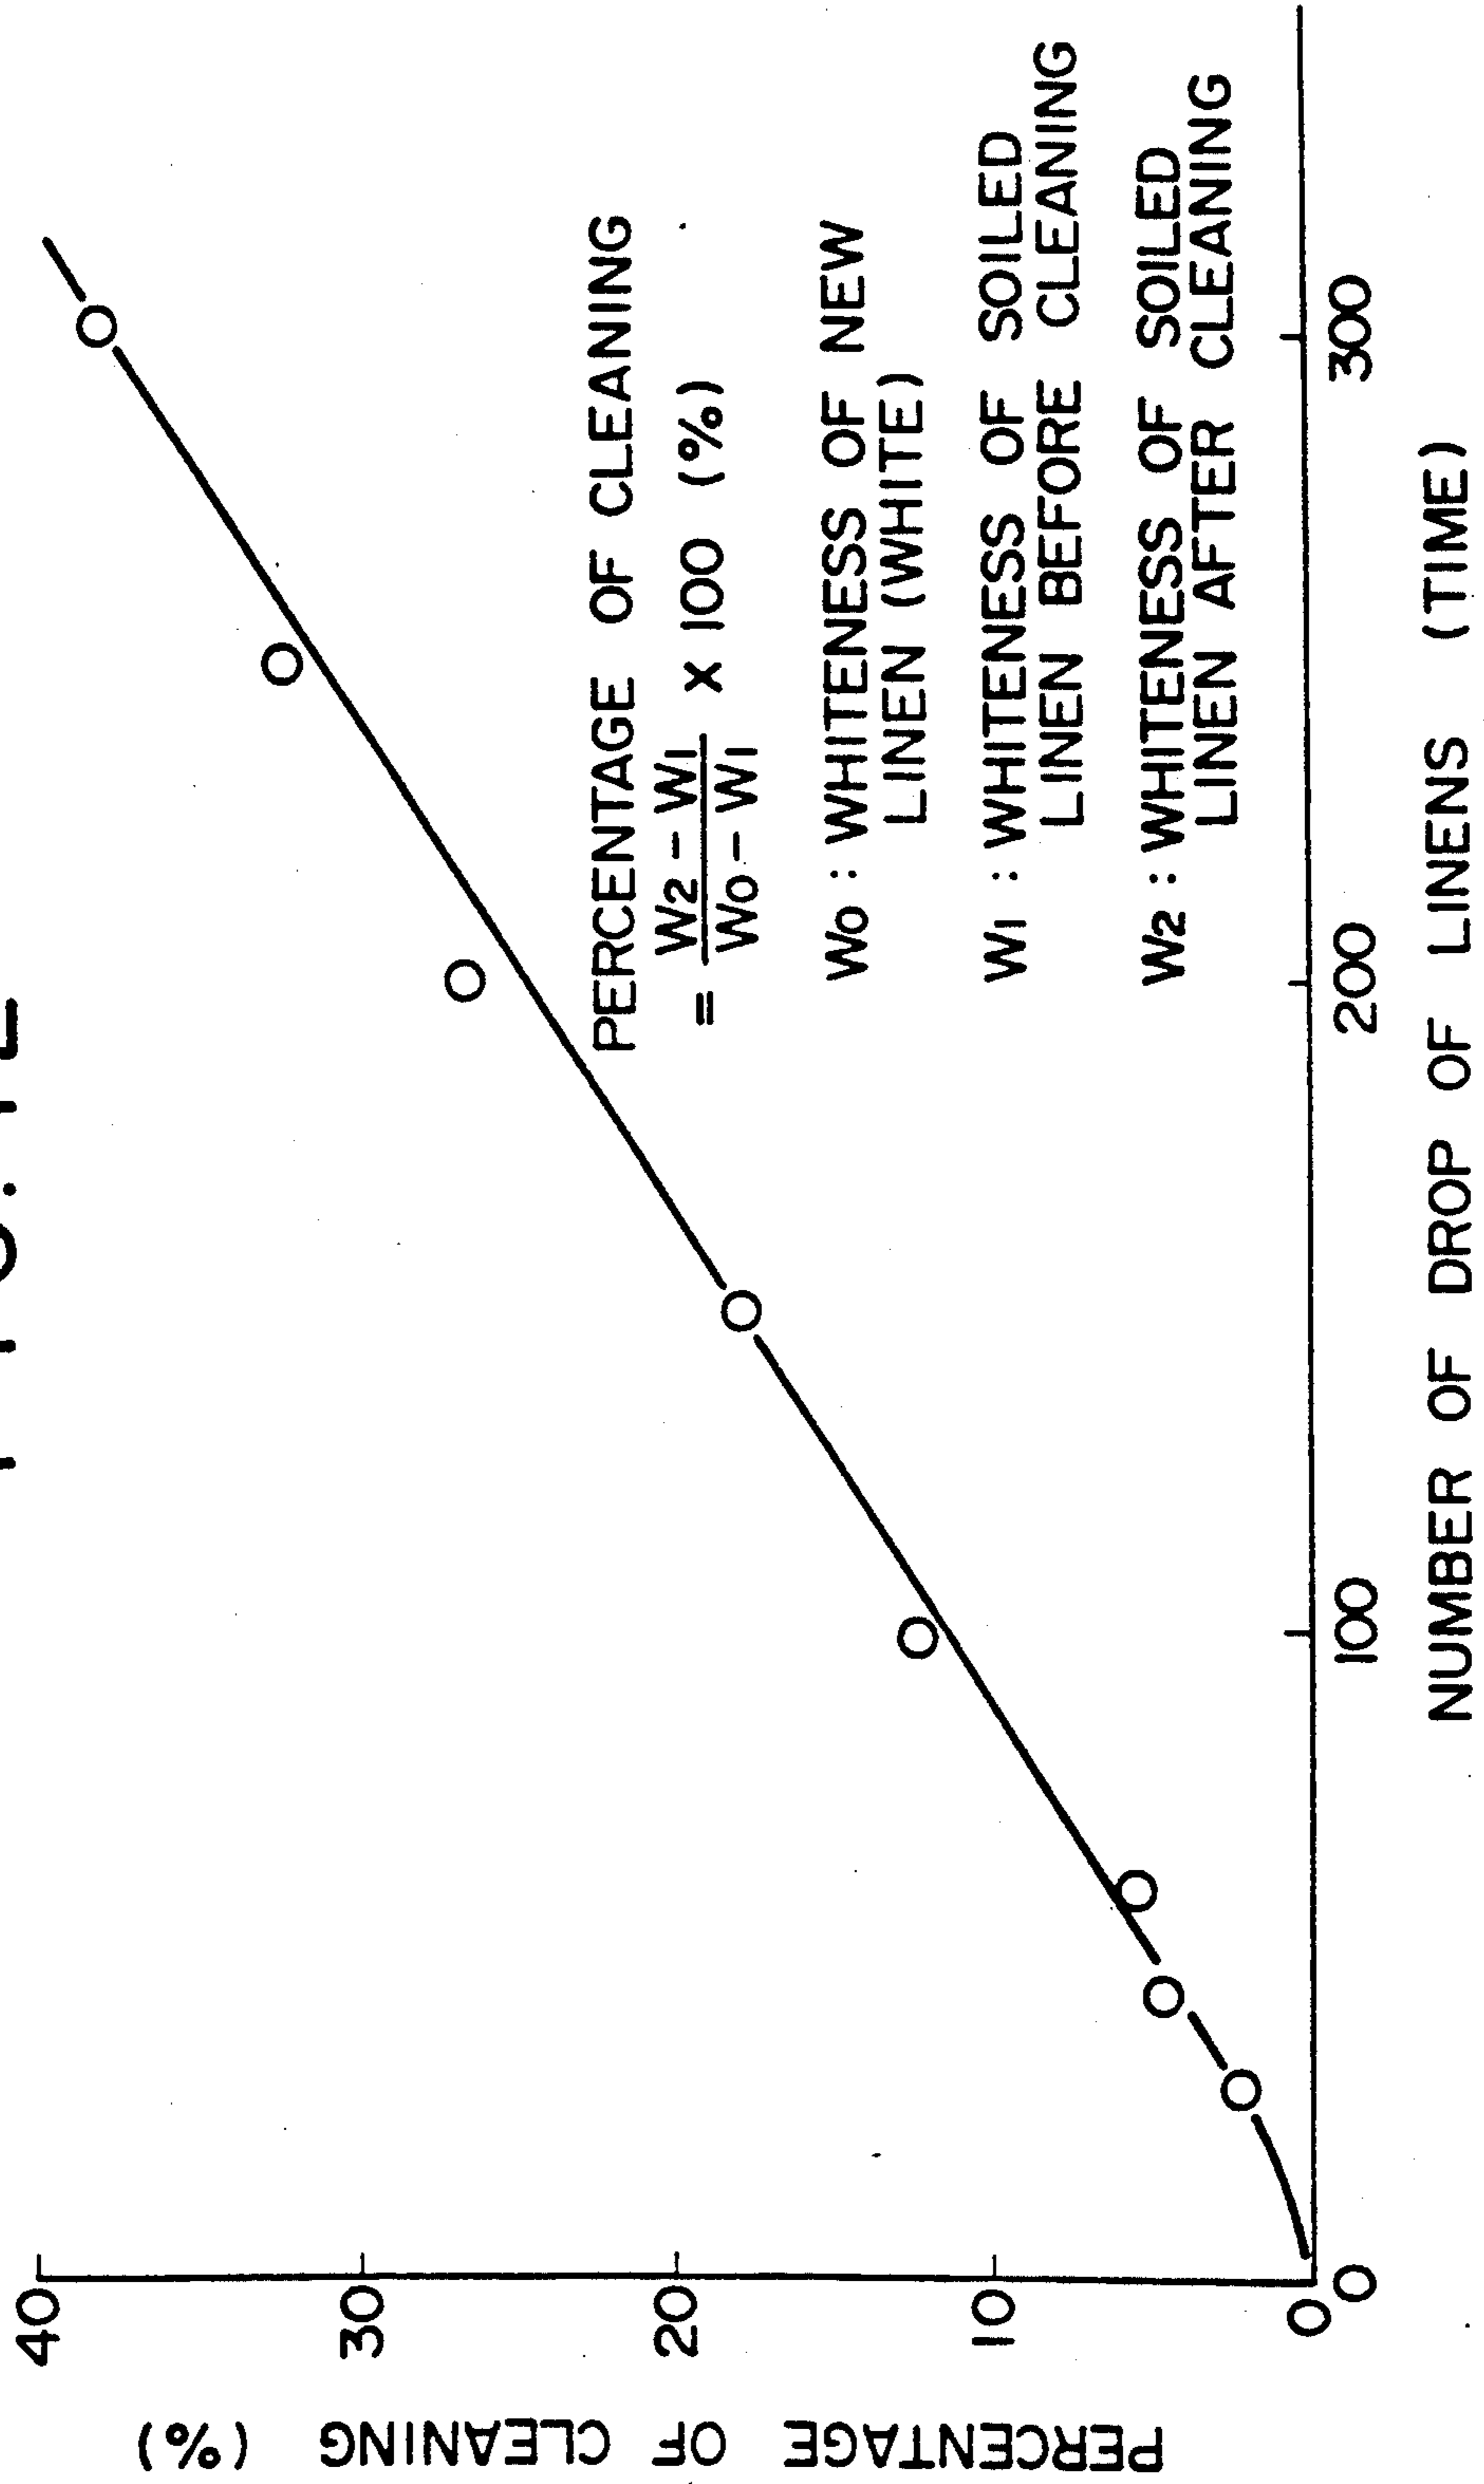 40
30
20
10
0
PERCENTAGE OF CLEANING (%)
PERCENTAGE OF CLEANING
= W2 - W1 / W0 - W1 X 100 (%)
W0 : WHITENESS OF NEW
LINEN (WHITE)
W1 : WHITENESS OF SOILED
LINEN BEFORE CLEANING
W2 : WHITENESS OF SOILED
LINEN AFTER CLEANING
0 100 200 300
NUMBER OF DROP OF LINENS (TIME)